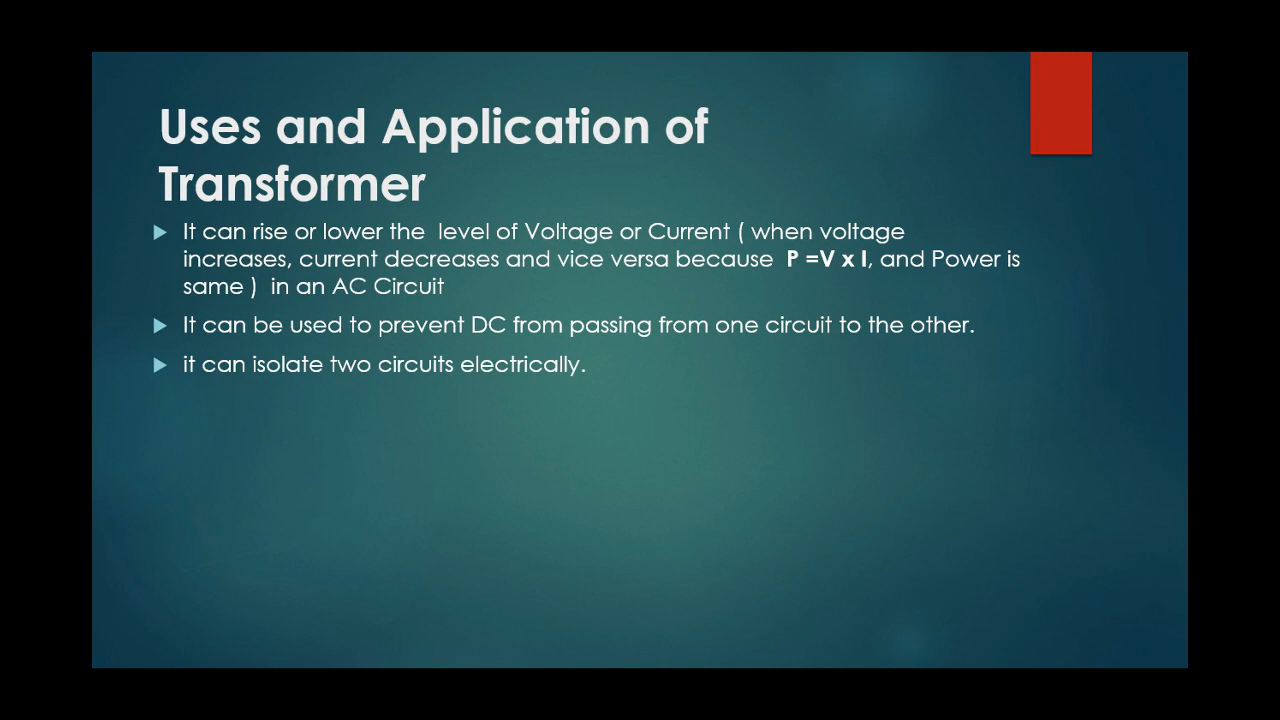 Uses and Application of
Transformer
It can rise or lower the level of Voltage or Current ( when voltage
increases, current decreases and vice versa because P =V x I, and Power is
same ) in an AC Circuit
It can be used to prevent DC from passing from one circuit to the other.
it can isolate two circuits electrically.